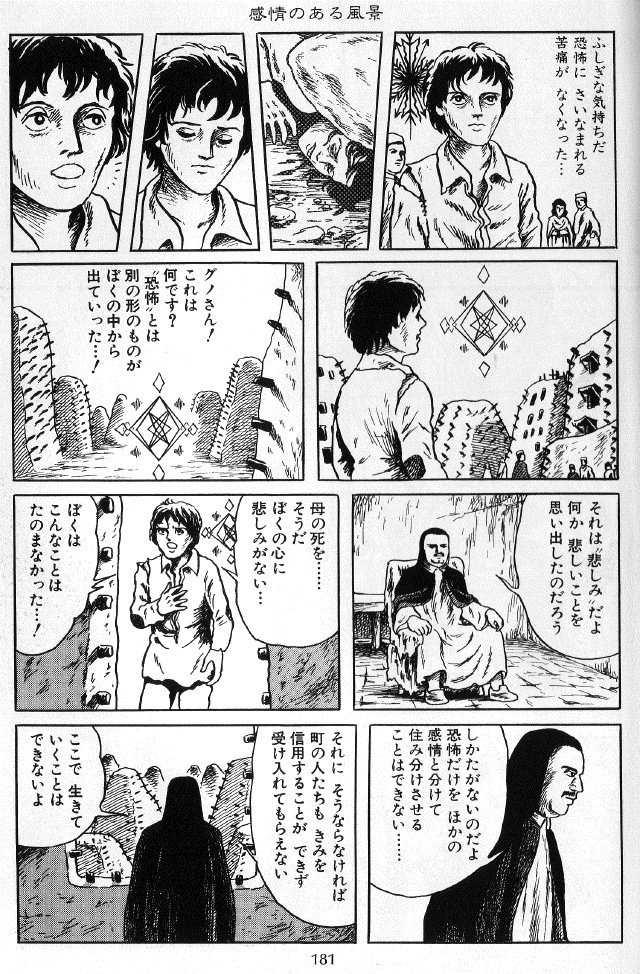 感情のある風景
ふしぎな気持ちだ
恐怖に さいなまれる
苦痛が なくなった…
グノさん！
これは
何です？
〝恐怖〟とは
別の形のものが
ぼくの中から
出ていった…！
それは〝悲しみ〟だよ
何か 悲しいことを
思い出したのだろう
母の死を……
そうだ
ぼくの心に
悲しみがない…
ぼくは
こんなことは
たのまなかった…！
しかたがないのだよ
恐怖だけを ほかの
感情と分けて
住み分けさせる
ことはできない……
それに そうならなければ
町の人たちも きみを
信用することが できず
受け入れてもらえない
ここで 生きて
いくことは
できないよ
181